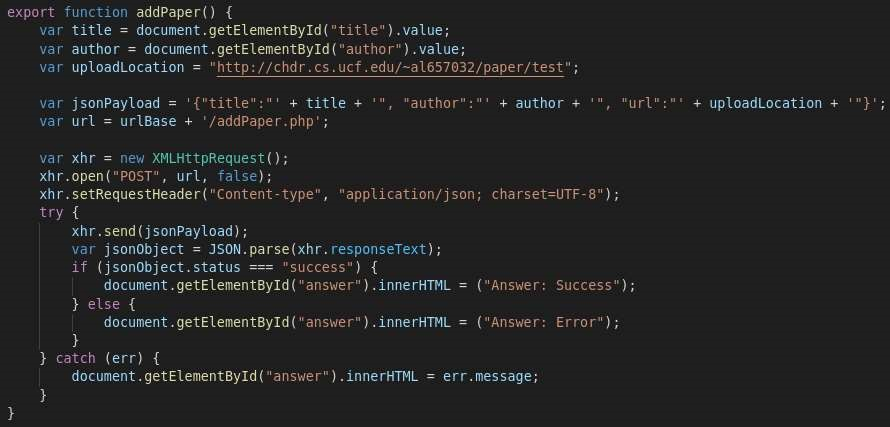 export function addPaper() {
    var title = document.getElementById("title").value;
    var author = document.getElementById("author").value;
    var uploadLocation = "http://chdr.cs.ucf.edu/~al657032/paper/test";

    var jsonPayload = '{"title":"' + title + '", "author":"' + author + '", "url":"' + uploadLocation + '"}';
    var url = urlBase + '/addPaper.php';

    var xhr = new XMLHttpRequest();
    xhr.open("POST", url, false);
    xhr.setRequestHeader("Content-type", "application/json; charset=UTF-8");
    try {
        xhr.send(jsonPayload);
        var jsonObject = JSON.parse(xhr.responseText);
        if (jsonObject.status === "success") {
            document.getElementById("answer").innerHTML = ("Answer: Success");
        } else {
            document.getElementById("answer").innerHTML = ("Answer: Error");
        }
    } catch (err) {
        document.getElementById("answer").innerHTML = err.message;
    }
}